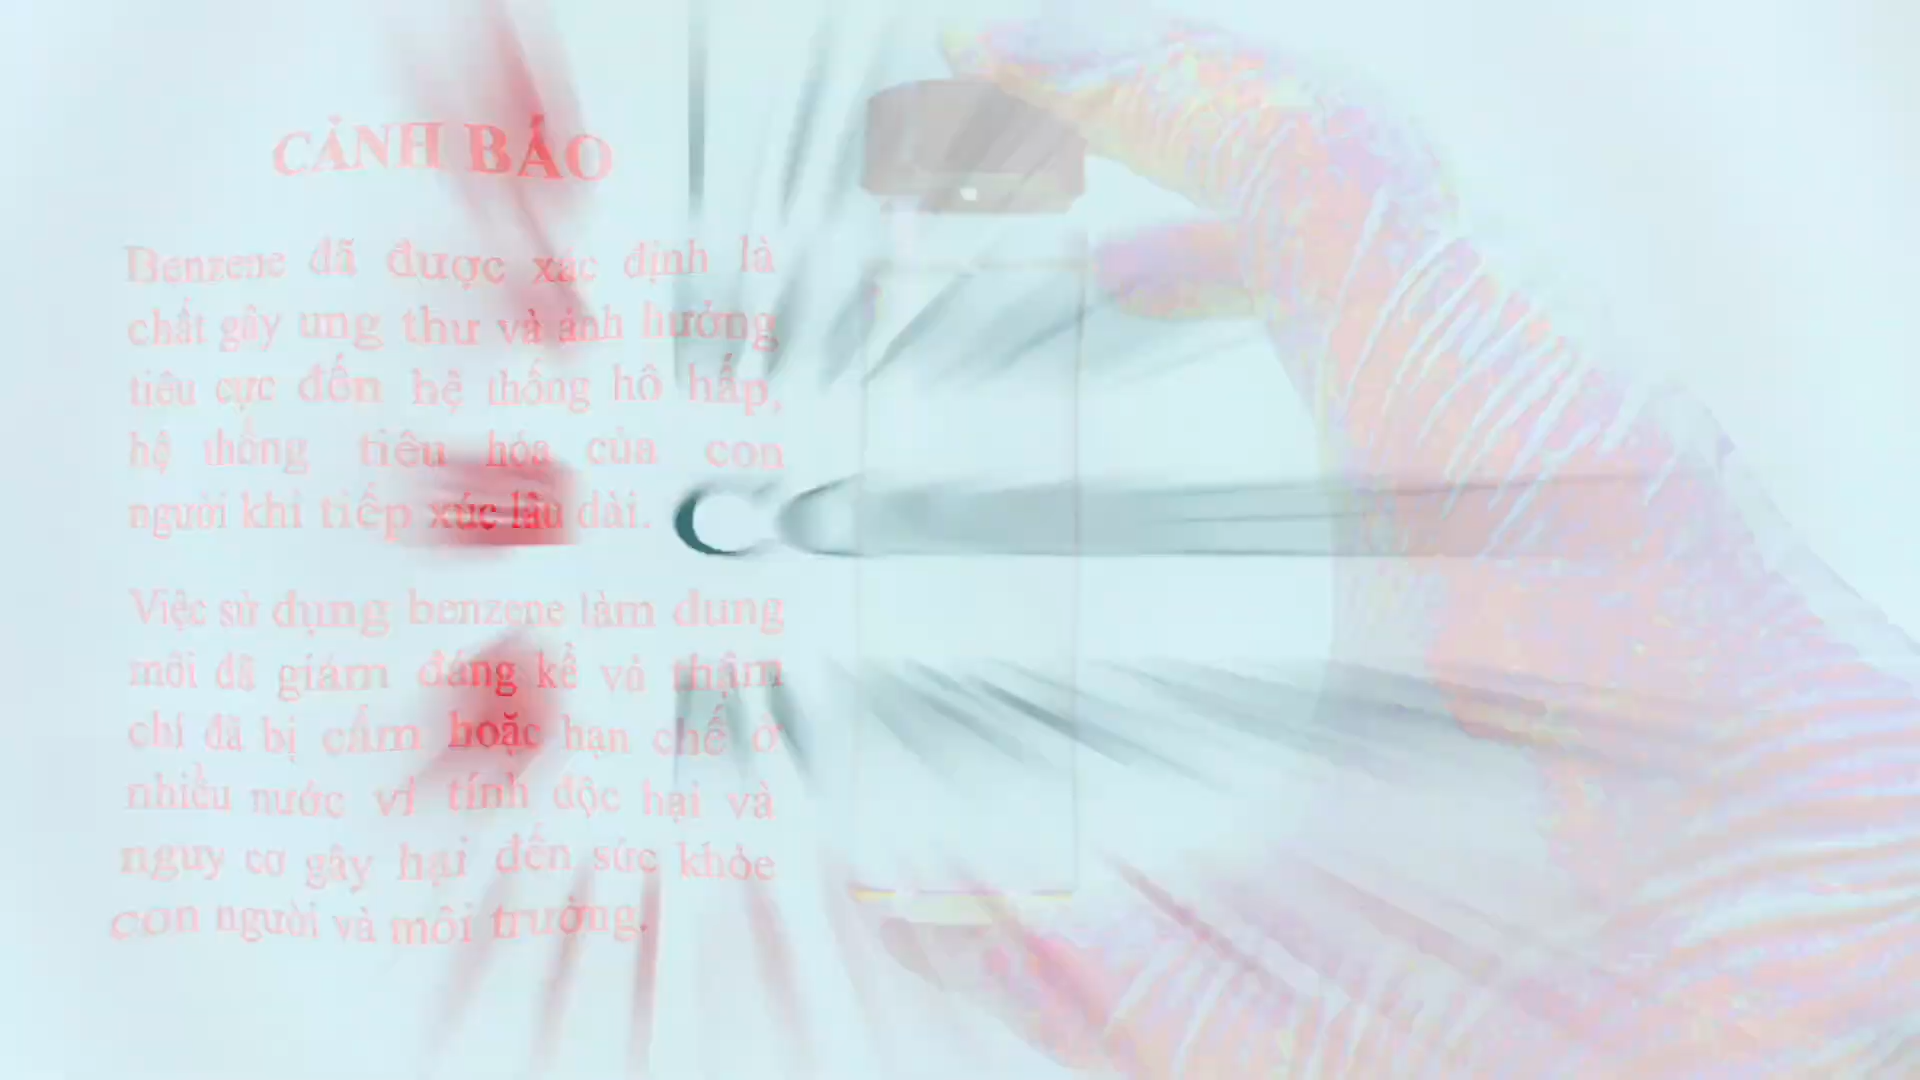 CẢNH BÁO
Benzene đã được xác định là
chất gây ung thư và ảnh hưởng
tiêu cực đến hệ thống hô hấp,
hệ thống tiêu hóa của con
người khi tiếp xúc lâu dài.
Việc sử dụng benzene làm dung
môi đã giảm đáng kể và thậm
chí đã bị cấm hoặc hạn chế ở
nhiều nước vì tính độc hại và
nguy cơ gây hại đến sức khỏe
con người và môi trường.